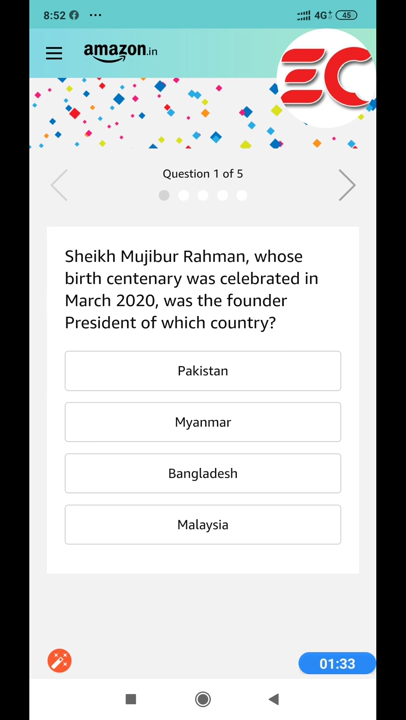 8:52 ... 4G+ 45
amazon.in
EC
Question 1 of 5
Sheikh Mujibur Rahman, whose
birth centenary was celebrated in
March 2020, was the founder
President of which country?
Pakistan
Myanmar
Bangladesh
Malaysia
01:33